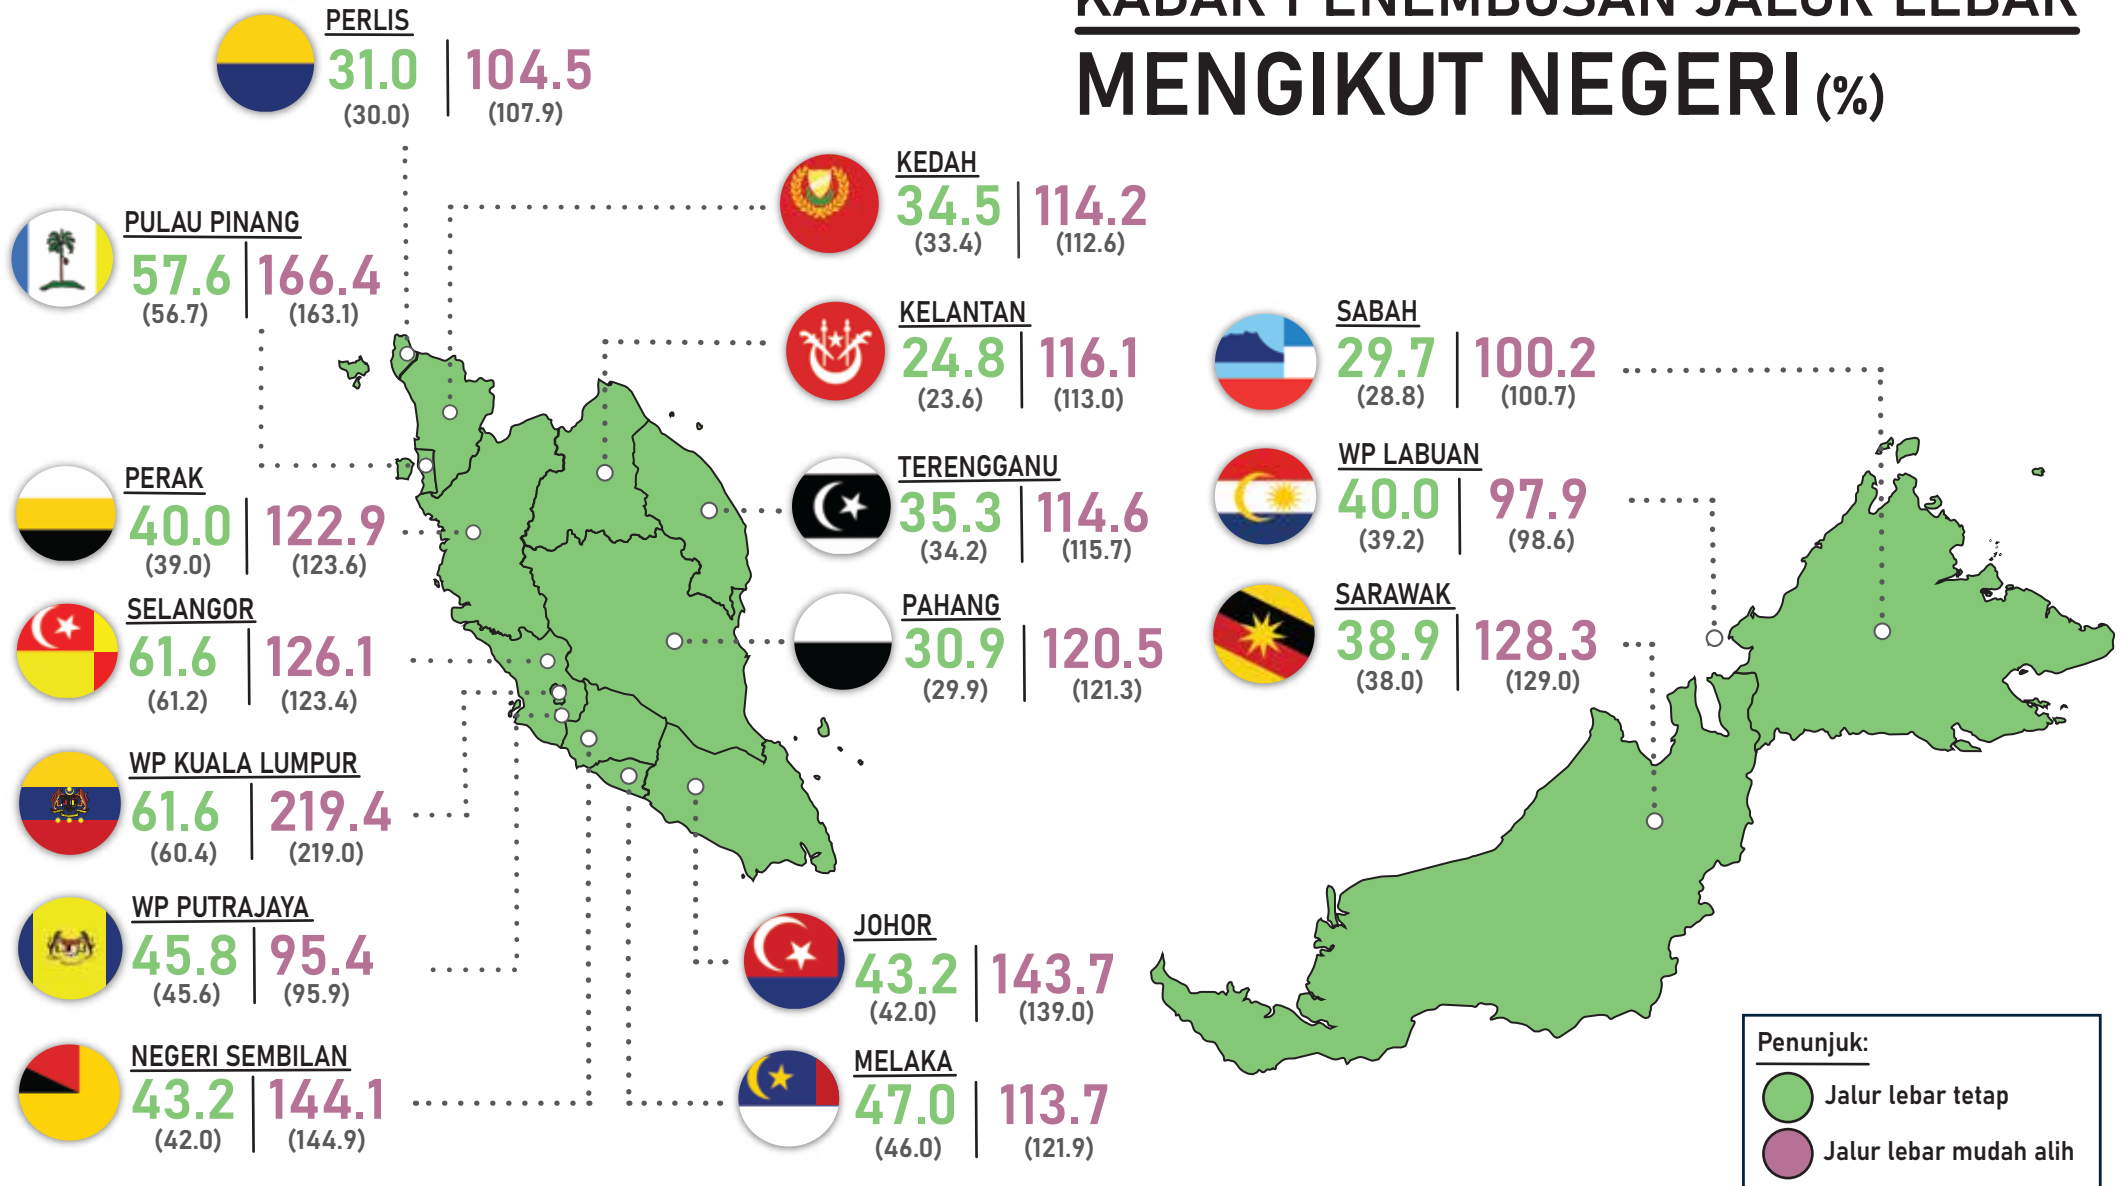 KADAR PENEMBUSAN JALUR LEBAR
MENGIKUT NEGERI (%)
PERLIS
31.0 104.5
(30.0) (107.9)
KEDAH
34.5 114.2
(33.4) (112.6)
PULAU PINANG
57.6 166.4
(56.7) (163.1)
KELANTAN
24.8 116.1
(23.6) (113.0)
SABAH
29.7 100.2
(28.8) (100.7)
PERAK
40.0 122.9
(39.0) (123.6)
TERENGGANU
35.3 114.6
(34.2) (115.7)
WP LABUAN
40.0 97.9
(39.2) (98.6)
SELANGOR
61.6 126.1
(61.2) (123.4)
PAHANG
30.9 120.5
(29.9) (121.3)
SARAWAK
38.9 128.3
(38.0) (129.0)
WP KUALA LUMPUR
61.6 219.4
(60.4) (219.0)
WP PUTRAJAYA
45.8 95.4
(45.6) (95.9)
JOHOR
43.2 143.7
(42.0) (139.0)
NEGERI SEMBILAN
43.2 144.1
(42.0) (144.9)
MELAKA
47.0 113.7
(46.0) (121.9)
Penunjuk:
Jalur lebar tetap
Jalur lebar mudah alih